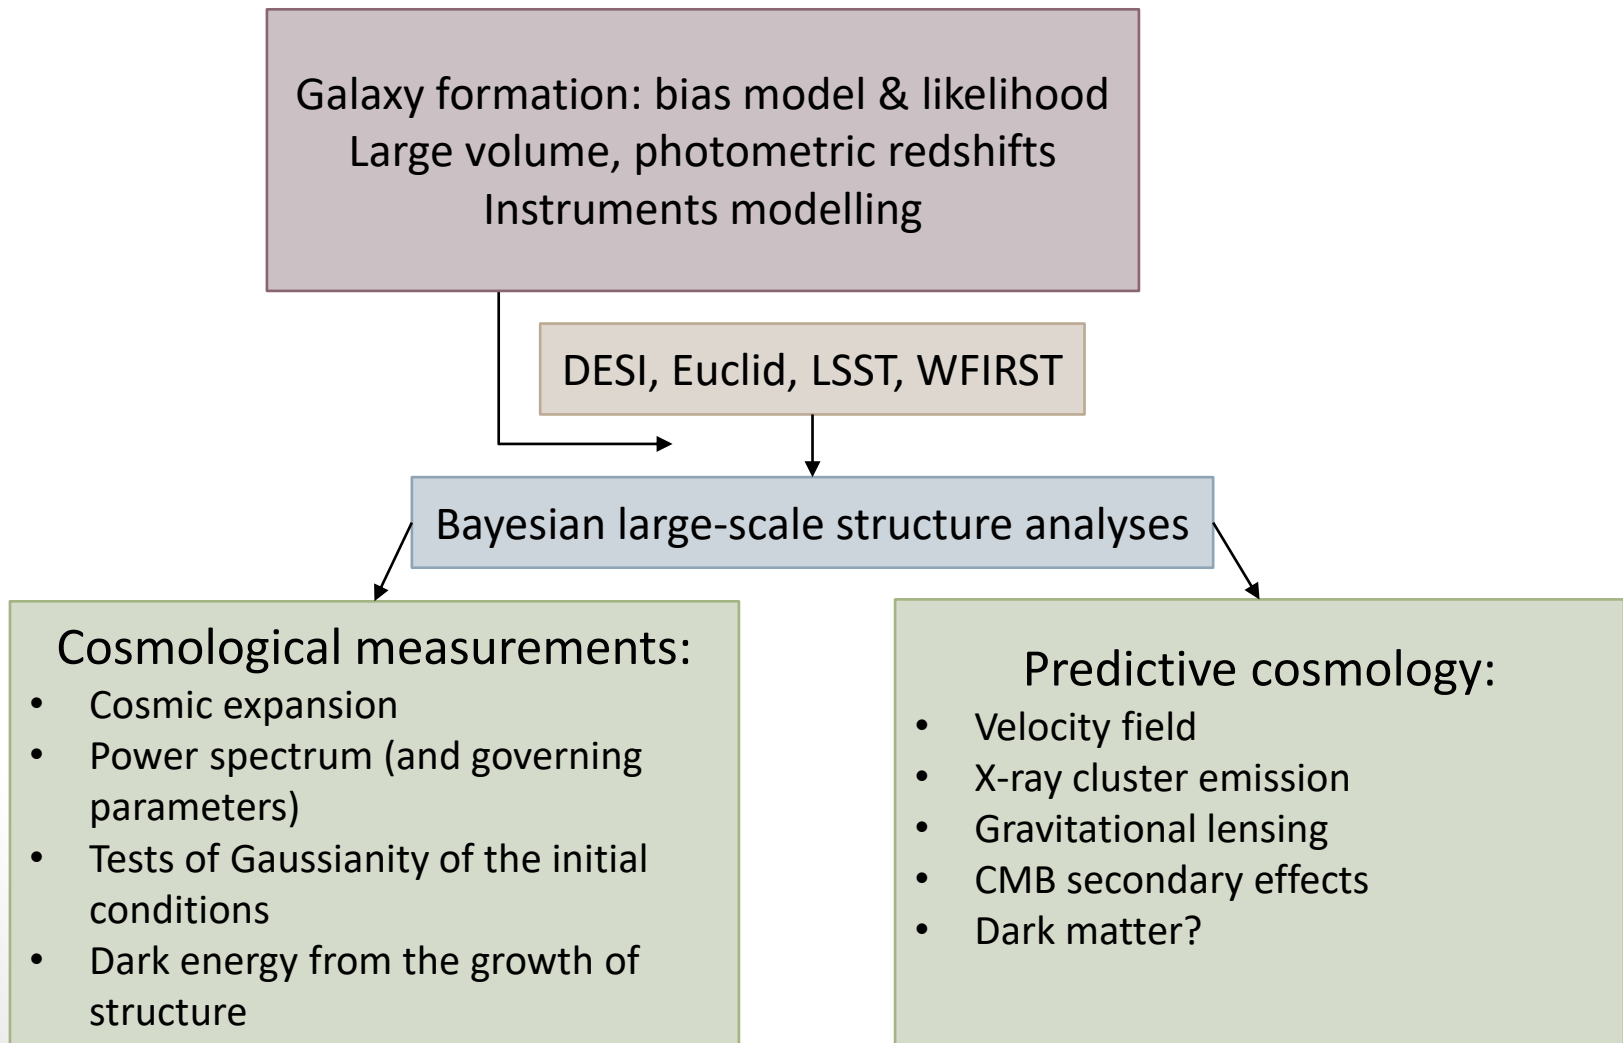 Galaxy formation: bias model & likelihood
Large volume, photometric redshifts
Instruments modelling
DESI, Euclid, LSST, WFIRST
Bayesian large-scale structure analyses
Cosmological measurements:
• Cosmic expansion
• Power spectrum (and governing
parameters)
• Tests of Gaussianity of the initial
conditions
• Dark energy from the growth of
structure
Predictive cosmology:
• Velocity field
• X-ray cluster emission
• Gravitational lensing
• CMB secondary effects
• Dark matter?